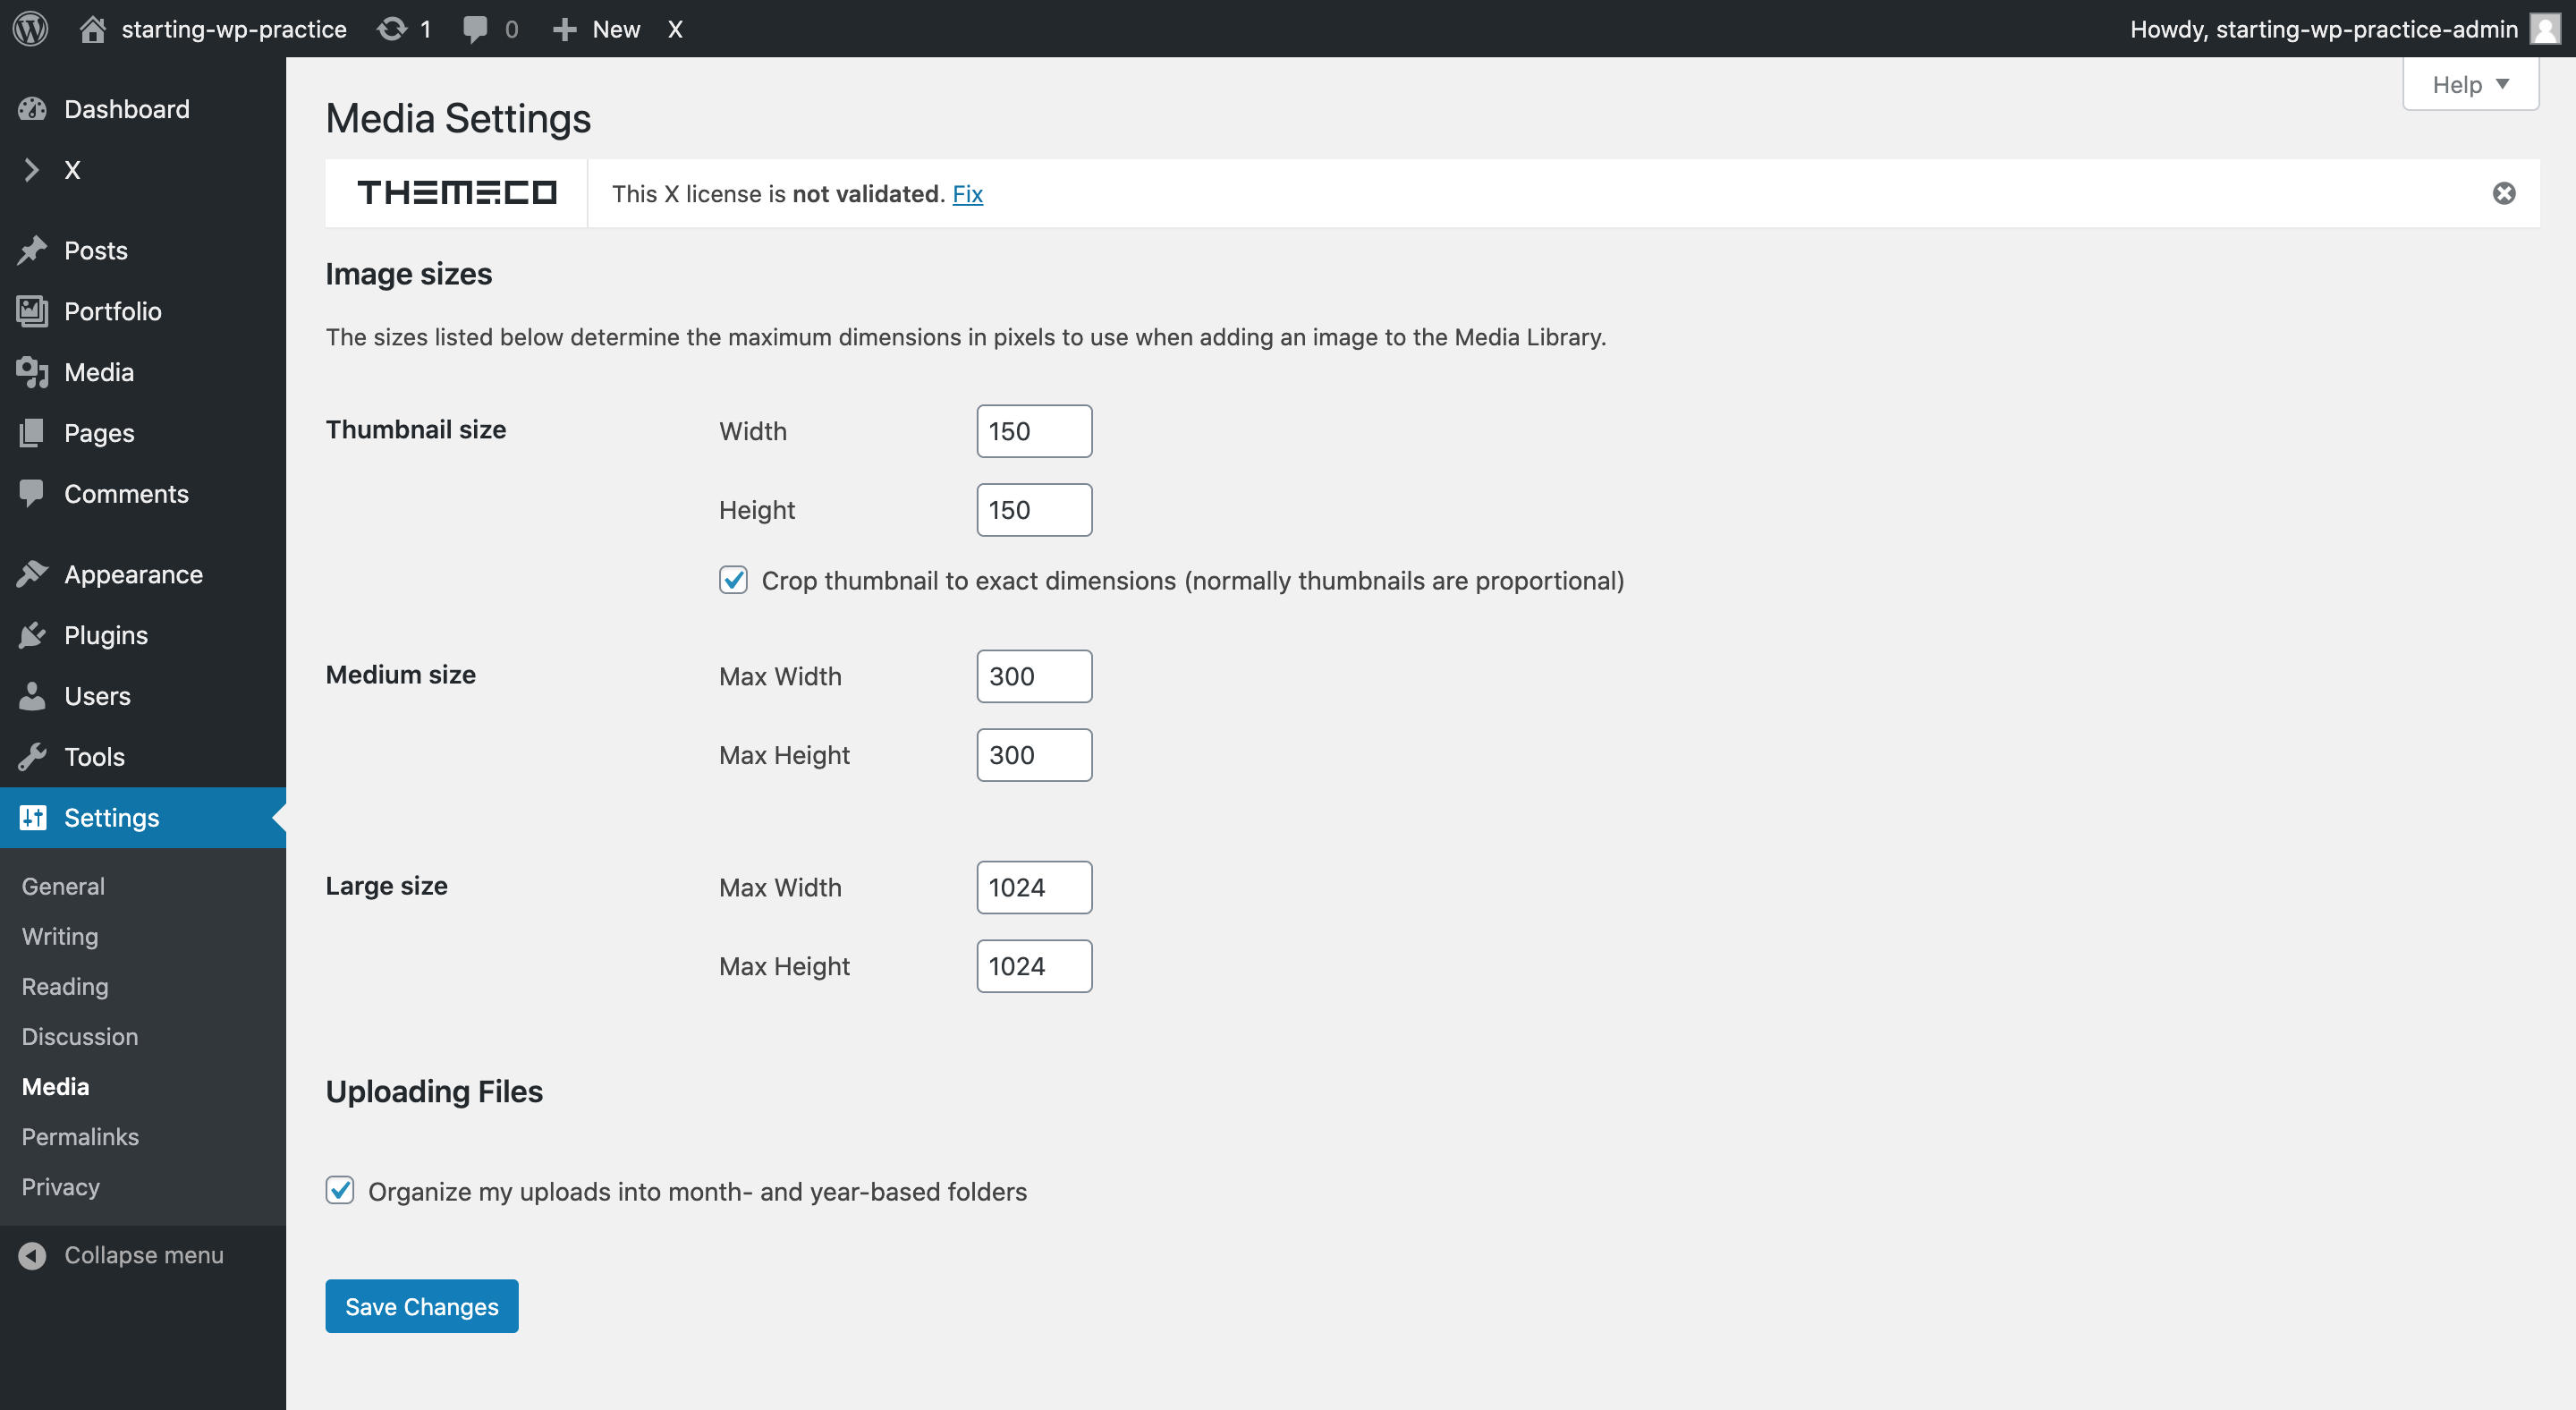 starting-wp-practice 1 0 New X Howdy, starting-wp-practice-admin
Help
Dashboard
X
Posts
Portfolio
Media
Pages
Comments
Appearance
Plugins
Users
Tools
Settings
General
Writing
Reading
Discussion
Media
Permalinks
Privacy
Collapse menu
Media Settings
THEMECO This X license is not validated. Fix
Image sizes
The sizes listed below determine the maximum dimensions in pixels to use when adding an image to the Media Library.
Thumbnail size Width 150
Height 150
Crop thumbnail to exact dimensions (normally thumbnails are proportional)
Medium size Max Width 300
Max Height 300
Large size Max Width 1024
Max Height 1024
Uploading Files
Organize my uploads into month- and year-based folders
Save Changes